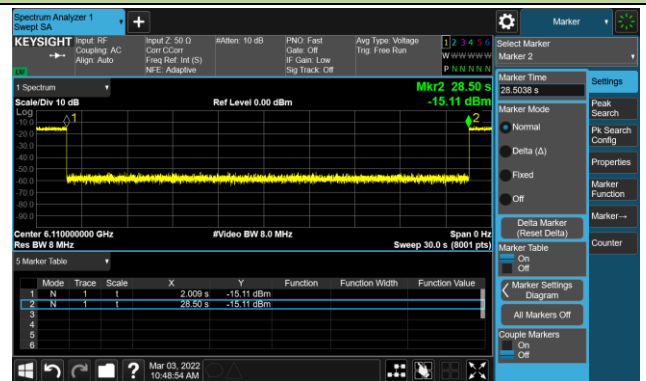 Spectrum Analyzer 1
Swept SA
Marker
KEYSIGHT
Input: RF
Coupling: AC
Align: Auto
Input Z: 50 Ω
Corr CCorr
Freq Ref: Int (S)
NFE: Adaptive
#Atten: 10 dB
PNO: Fast
Gate: Off
IF Gain: Low
Sig Track: Off
Avg Type: Voltage
Trig: Free Run
1 2 3 4 5 6
W W W W W W
P N N N N N
LXI
1 Spectrum
Scale/Div 10 dB
Log
Ref Level 0.00 dBm
Mkr2 28.50 s
-15.11 dBm
-10.0
-20.0
-30.0
-40.0
-50.0
-60.0
-70.0
-80.0
-90.0
1
2
Center 6.110000000 GHz
Res BW 8 MHz
#Video BW 8.0 MHz
Span 0 Hz
Sweep 30.0 s (8001 pts)
5 Marker Table
Mode Trace Scale X Y Function Function Width Function Value
1 N 1 t 2.009 s -15.11 dBm
2 N 1 t 28.50 s -15.11 dBm
3
4
5
6
Mar 03, 2022
10:48:54 AM
Select Marker
Marker 2
Marker Time
28.5038 s
Marker Mode
Normal
Delta (Δ)
Fixed
Off
Delta Marker
(Reset Delta)
Marker Table
On
Off
Marker Settings
Diagram
All Markers Off
Couple Markers
On
Off
Settings
Peak
Search
Pk Search
Config
Properties
Marker
Function
Marker→
Counter